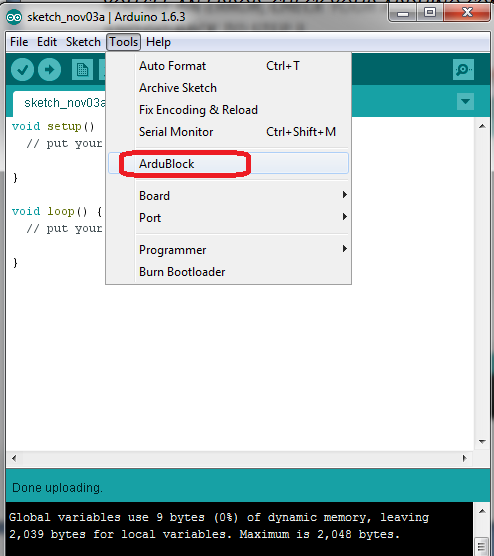 sketch_nov03a | Arduino 1.6.3
File Edit Sketch Tools Help
Auto Format Ctrl+T
Archive Sketch
Fix Encoding & Reload
Serial Monitor Ctrl+Shift+M
ArduBlock
Board
Port
Programmer
Burn Bootloader
sketch_nov03a
void setup()
// put your
}
void loop() {
// put your
}
Done uploading.
Global variables use 9 bytes (0%) of dynamic memory, leaving
2,039 bytes for local variables. Maximum is 2,048 bytes.